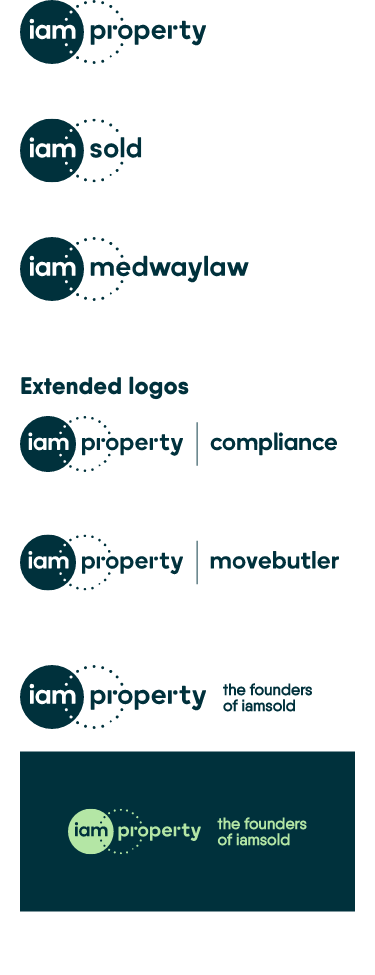 iam property
iam sold
iam medwaylaw
Extended logos
iam property | compliance
iam property | movebutler
iam property the founders
of iamsold
iam property the founders
of iamsold